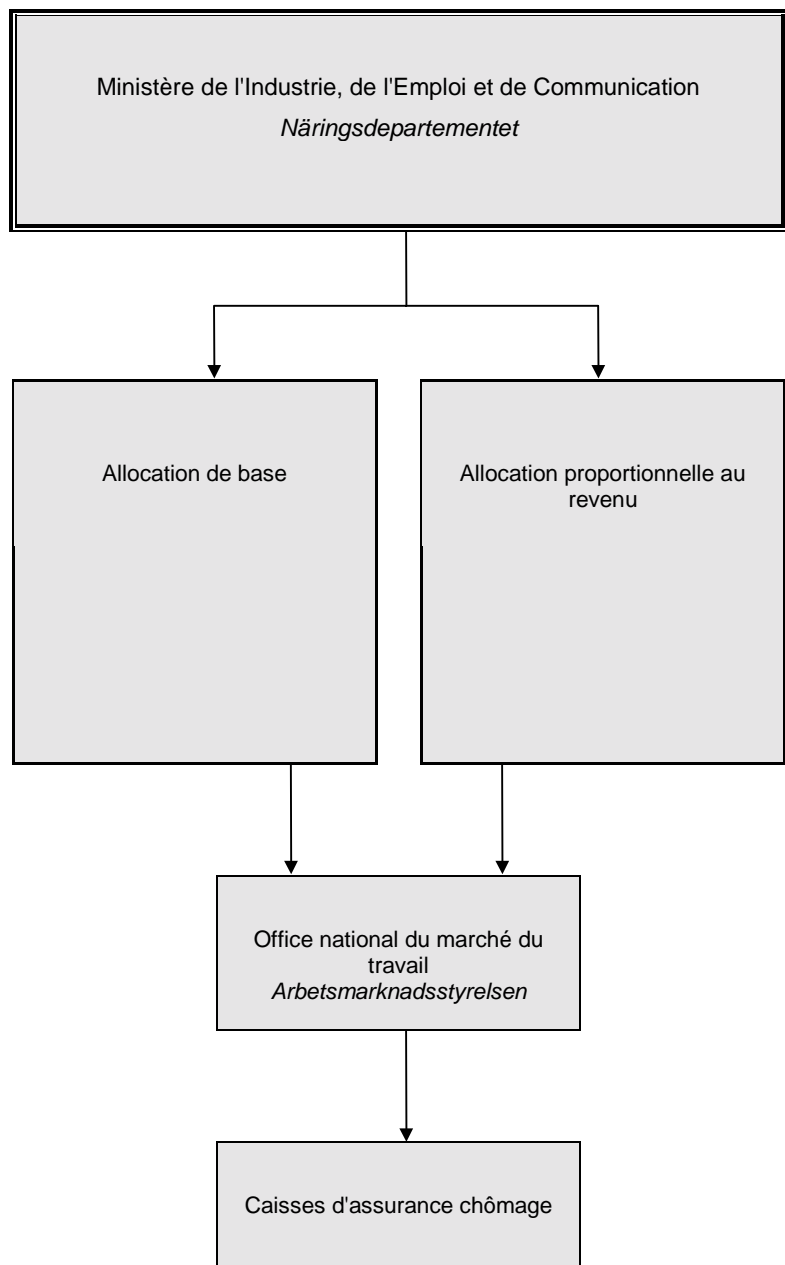 Ministère de l'Industrie, de l'Emploi et de Communication
Näringsdepartementet
Allocation de base
Allocation proportionnelle au
revenu
Office national du marché du
travail
Arbetsmarknadsstyrelsen
Caisses d'assurance chômage